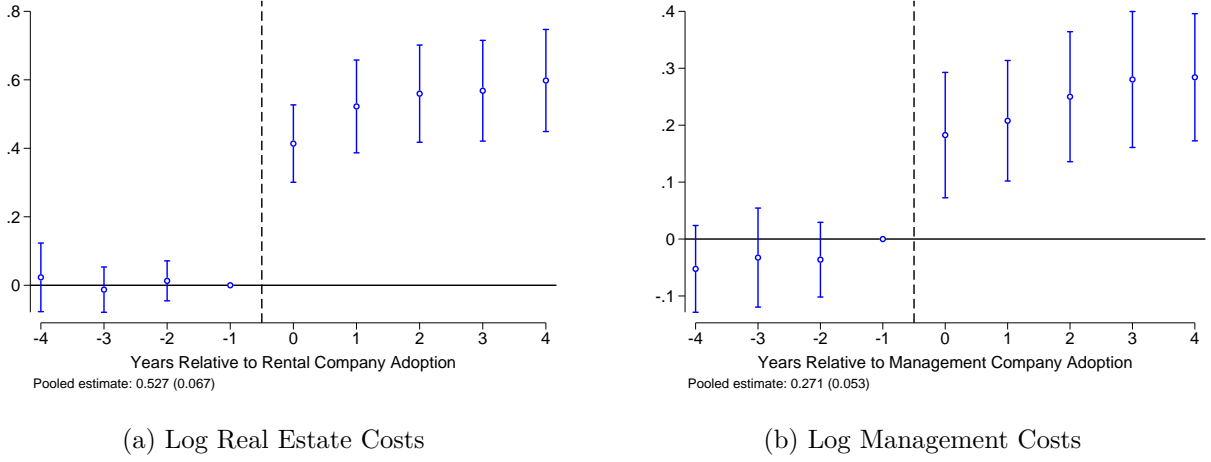 .8
.6
.4
.2
0
-4 -3 -2 -1 0 1 2 3 4
Years Relative to Rental Company Adoption
Pooled estimate: 0.527 (0.067)
(a) Log Real Estate Costs
.4
.3
.2
.1
0
-.1
-4 -3 -2 -1 0 1 2 3 4
Years Relative to Management Company Adoption
Pooled estimate: 0.271 (0.053)
(b) Log Management Costs